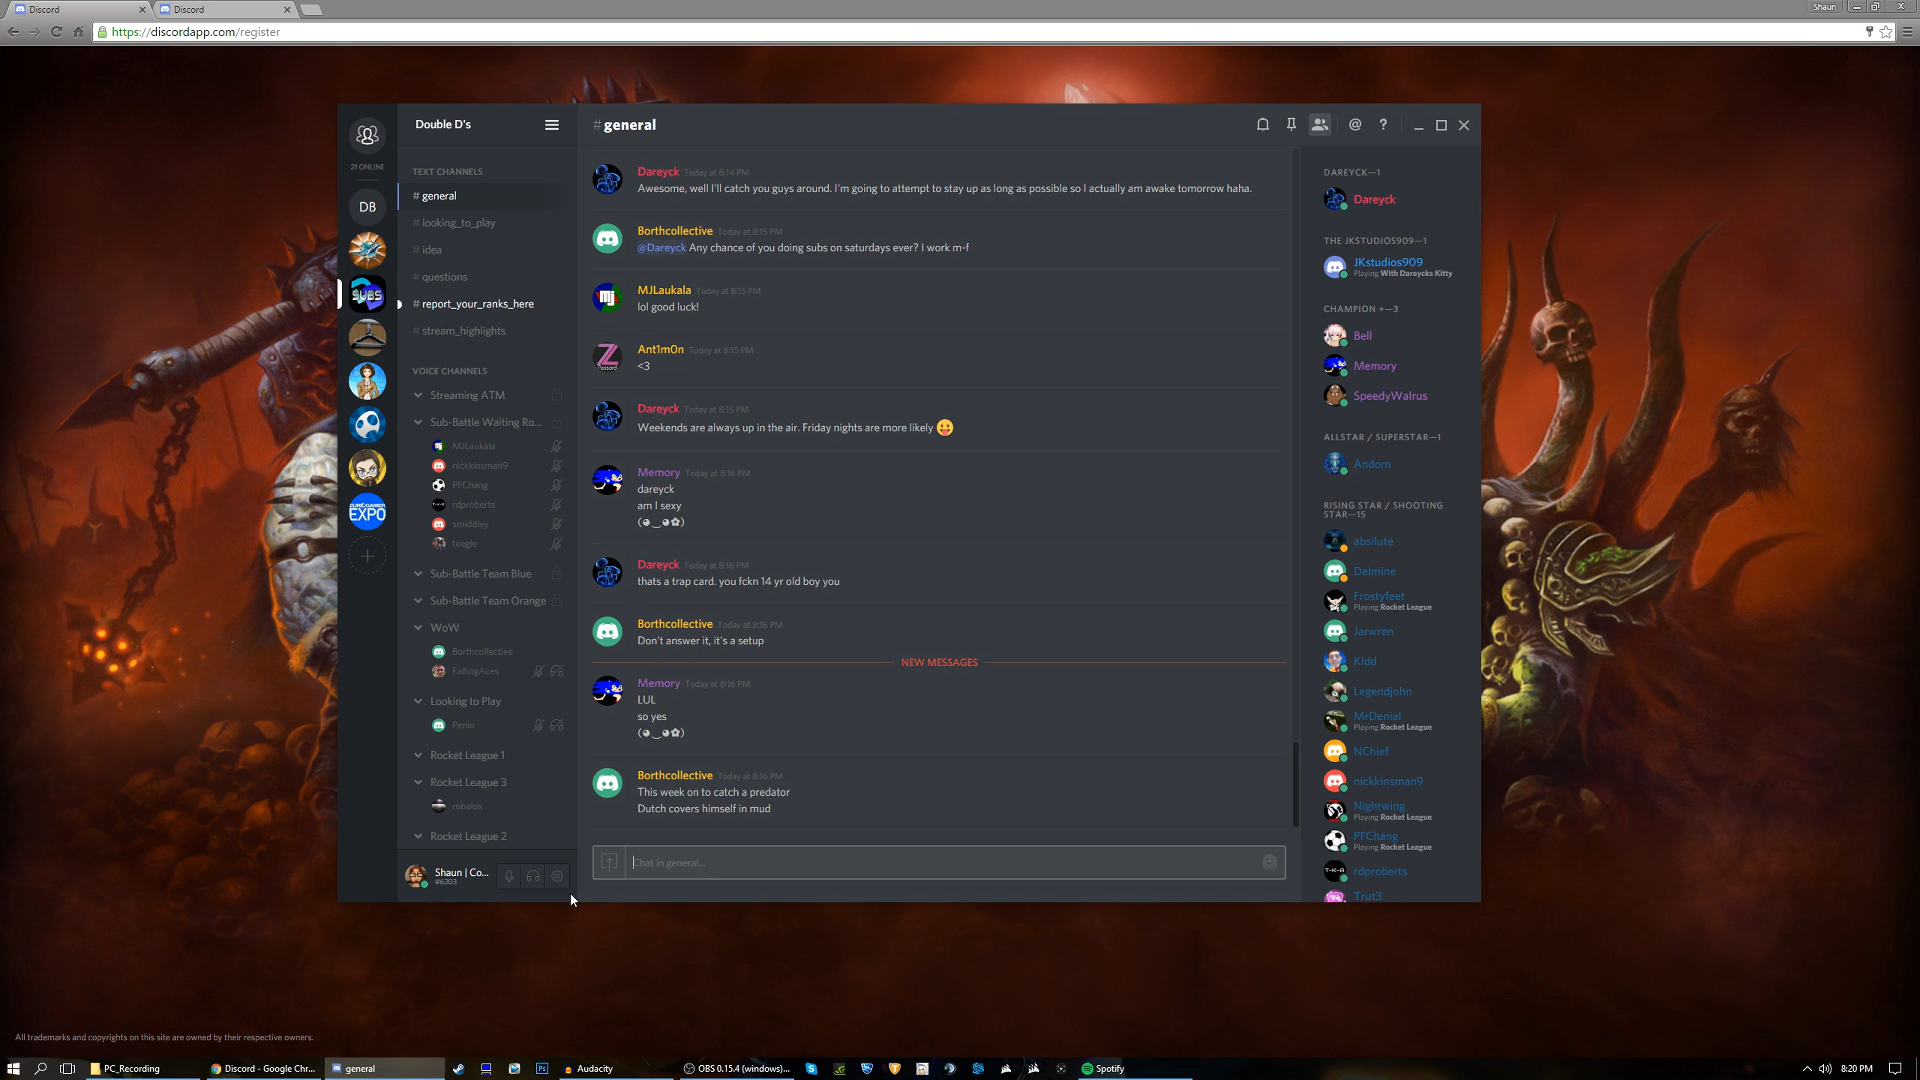 Discord
Discord
Shaun
https://discordapp.com/register
21 ONLINE
DB
SUBS
EUROGAMER
EXPO
Double D's
TEXT CHANNELS
# general
# looking_to_play
# idea
# questions
# report_your_ranks_here
# stream_highlights
VOICE CHANNELS
Streaming ATM
Sub-Battle Waiting Ro...
MJLaukala
nickkinsman9
PFChang
rdproberts
smiddley
teegle
Sub-Battle Team Blue
Sub-Battle Team Orange
WoW
Borthcollective
FallingAces
Looking to Play
Penlo
Rocket League 1
Rocket League 3
robalox
Rocket League 2
Shaun | Co...
#6203
#general
Dareyck Today at 8:14 PM
Awesome, well I'll catch you guys around. I'm going to attempt to stay up as long as possible so I actually am awake tomorrow haha.
Borthcollective Today at 8:15 PM
@Dareyck Any chance of you doing subs on saturdays ever? I work m-f
MJLaukala Today at 8:15 PM
lol good luck!
Ant1m0n Today at 8:15 PM
<3
Dareyck Today at 8:15 PM
Weekends are always up in the air. Friday nights are more likely 😛
Memory Today at 8:16 PM
dareyck
am I sexy
(◕‿◕✿)
Dareyck Today at 8:16 PM
thats a trap card. you fckn 14 yr old boy you
Borthcollective Today at 8:16 PM
Don't answer it, it's a setup
NEW MESSAGES
Memory Today at 8:16 PM
LUL
so yes
(◕‿◕✿)
Borthcollective Today at 8:16 PM
This week on to catch a predator
Dutch covers himself in mud
Chat in general...
DAREYCK—1
Dareyck
THE JKSTUDIOS909—1
JKstudios909
Playing With Dareycks Kitty
CHAMPION +—3
Bell
Memory
SpeedyWalrus
ALLSTAR / SUPERSTAR—1
Andom
RISING STAR / SHOOTING
STAR—15
absilute
Delmine
Frostyfeet
Playing Rocket League
Jarwren
Kidd
Legendjohn
MrDenial
Playing Rocket League
NChief
nickkinsman9
Nightwing
Playing Rocket League
PFChang
Playing Rocket League
rdproberts
Trut3
All trademarks and copyrights on this site are owned by their respective owners.
PC_Recording
Discord - Google Chr...
general
Audacity
OBS 0.15.4 (windows)...
Spotify
8:20 PM